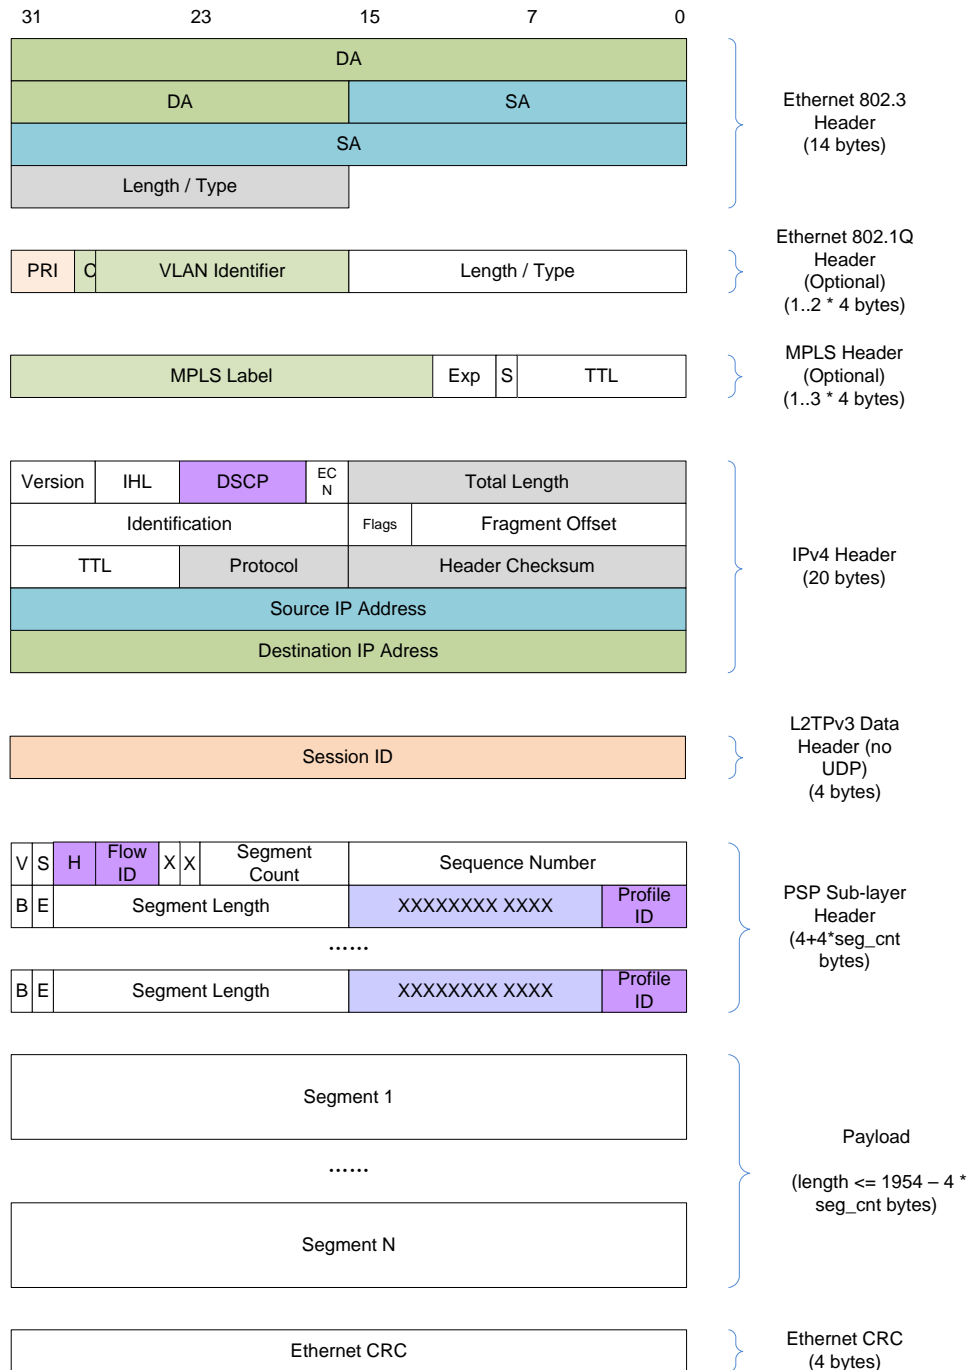 31 23 15 7 0
DA
DA SA
SA
Length / Type
Ethernet 802.3
Header
(14 bytes)
PRI C VLAN Identifier Length / Type
Ethernet 802.1Q
Header
(Optional)
(1..2 * 4 bytes)
MPLS Label Exp S TTL
MPLS Header
(Optional)
(1..3 * 4 bytes)
Version IHL DSCP EC
N Total Length
Identification Flags Fragment Offset
TTL Protocol Header Checksum
Source IP Address
Destination IP Adress
IPv4 Header
(20 bytes)
Session ID
L2TPv3 Data
Header (no
UDP)
(4 bytes)
V S H Flow
ID X X Segment
Count Sequence Number
B E Segment Length XXXXXXXX XXXX Profile
ID
......
B E Segment Length XXXXXXXX XXXX Profile
ID
PSP Sub-layer
Header
(4+4*seg_cnt
bytes)
Segment 1
......
Segment N
Payload
(length <= 1954 – 4 *
seg_cnt bytes)
Ethernet CRC
Ethernet CRC
(4 bytes)